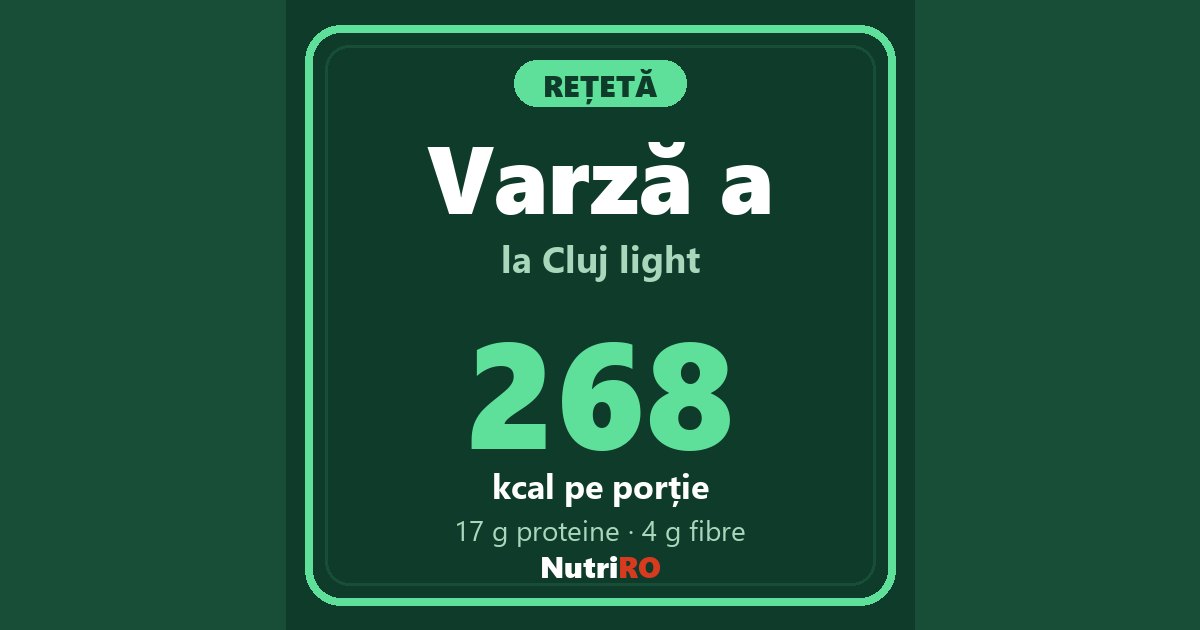 REȚETĂ
Varză a
la Cluj light
268
kcal pe porție
17 g proteine · 4 g fibre
NutriRO